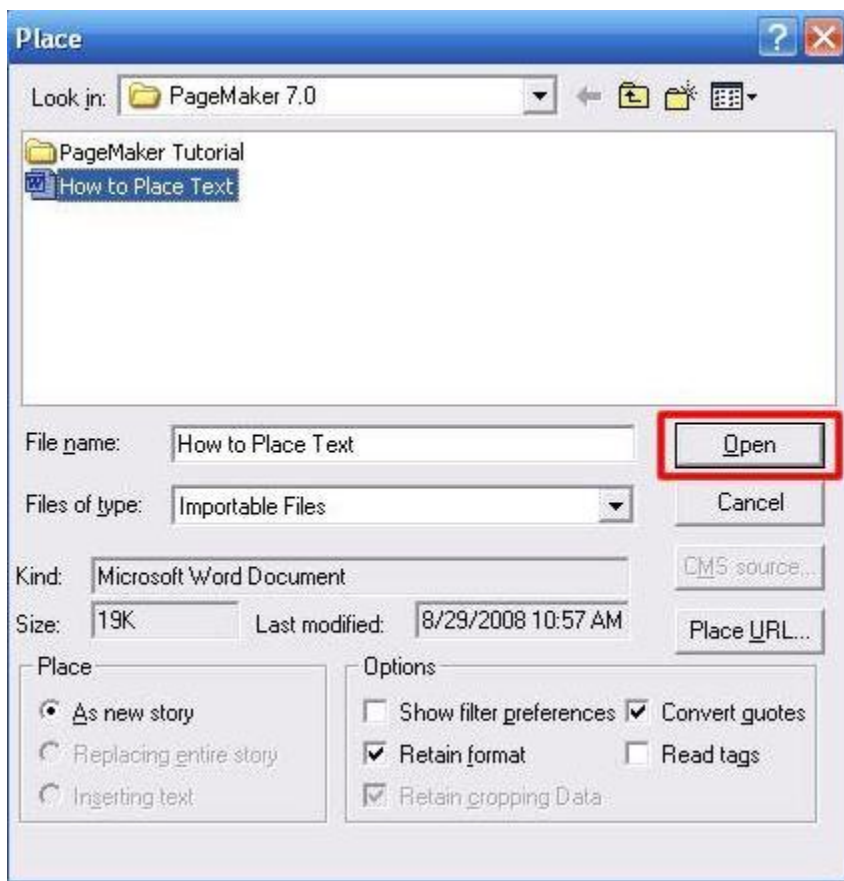 Place
Look in: PageMaker 7.0
PageMaker Tutorial
How to Place Text
File name: How to Place Text Open
Files of type: Importable Files Cancel
Kind: Microsoft Word Document CMS source...
Size: 19K Last modified: 8/29/2008 10:57 AM Place URL...
Place Options
As new story Show filter preferences Convert quotes
Replacing entire story Retain format Read tags
Inserting text Retain cropping Data